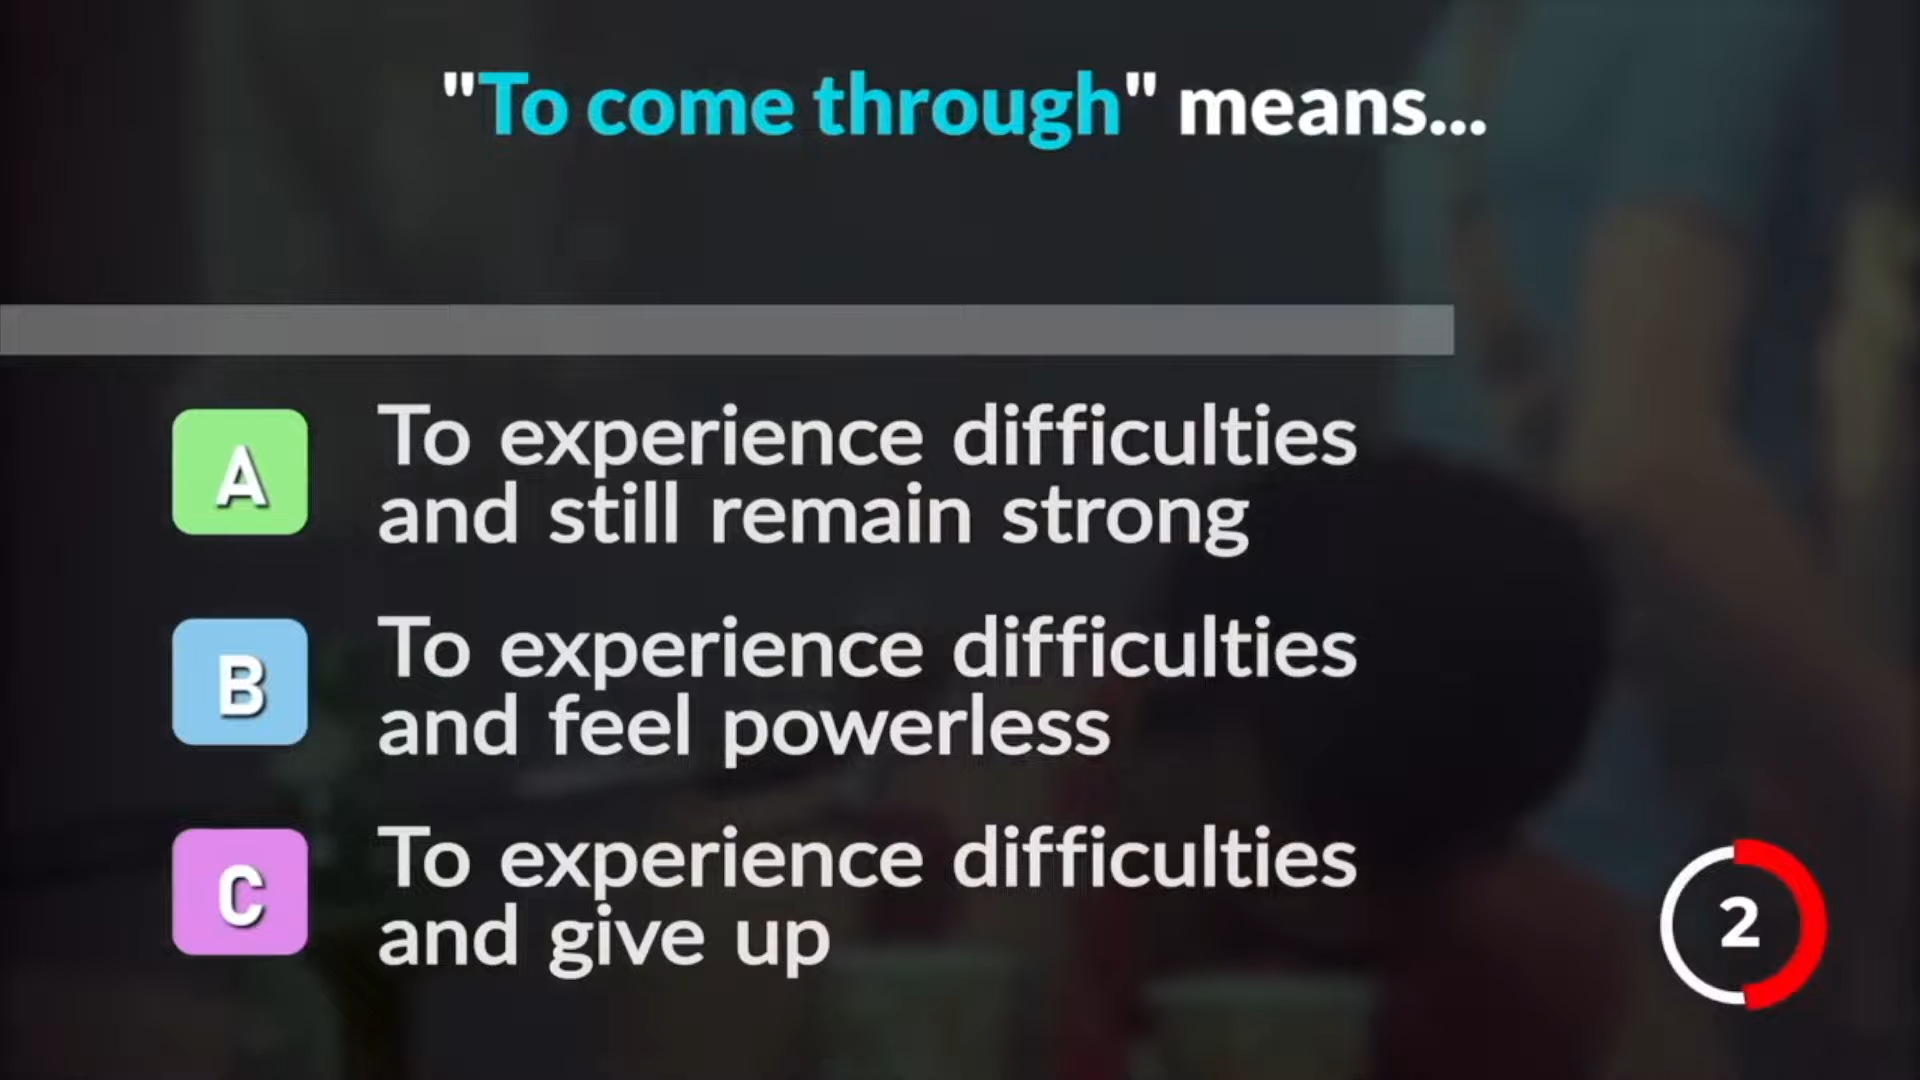 "To come through" means...
A
To experience difficulties
and still remain strong
B
To experience difficulties
and feel powerless
C
To experience difficulties
and give up
2